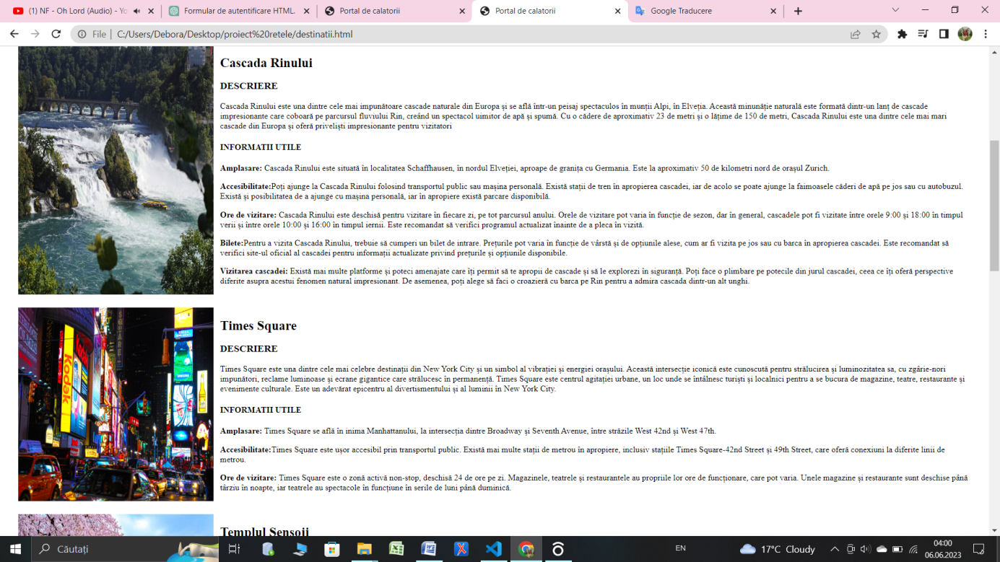 (1) NF - Oh Lord (Audio) - Yo
Formular de autentificare HTML.
Portal de calatorii
Portal de calatorii
Google Traducere
File | C:/Users/Debora/Desktop/proiect%20retele/destinatii.html
Cascada Rinului
DESCRIERE
Cascada Rinului este una dintre cele mai impunătoare cascade naturale din Europa și se află într-un peisaj spectaculos în munții Alpi, în Elveția. Această minunăție naturală este formată dintr-un lanț de cascade
impresionante care coboară pe parcursul fluviului Rin, creând un spectacol uimitor de apă și spumă. Cu o cădere de aproximativ 23 de metri și o lățime de 150 de metri, Cascada Rinului este una dintre cele mai mari
cascade din Europa și oferă priveliști impresionante pentru vizitatori
INFORMATII UTILE
Amplasare: Cascada Rinului este situată în localitatea Schaffhausen, în nordul Elveției, aproape de granița cu Germania. Este la aproximativ 50 de kilometri nord de orașul Zurich.
Accesibilitate:Poți ajunge la Cascada Rinului folosind transportul public sau mașina personală. Există stații de tren în apropierea cascadei, iar de acolo se poate ajunge la faimoasele căderi de apă pe jos sau cu autobuzul.
Există și posibilitatea de a ajunge cu mașina personală, iar în apropiere există parcare disponibilă.
Ore de vizitare: Cascada Rinului este deschisă pentru vizitare în fiecare zi, pe tot parcursul anului. Orele de vizitare pot varia în funcție de sezon, dar în general, cascadele pot fi vizitate între orele 9:00 și 18:00 în timpul
verii și între orele 10:00 și 16:00 în timpul iernii. Este recomandat să verifici programul actualizat înainte de a pleca în vizită.
Bilete:Pentru a vizita Cascada Rinului, trebuie să cumperi un bilet de intrare. Prețurile pot varia în funcție de vârstă și de opțiunile alese, cum ar fi vizita pe jos sau cu barca în apropierea cascadei. Este recomandat să
verifici site-ul oficial al cascadei pentru informații actualizate privind prețurile și opțiunile disponibile.
Vizitarea cascadei: Există mai multe platforme și poteci amenajate care îți permit să te apropii de cascade și să le explorezi în siguranță. Poți face o plimbare pe potecile din jurul cascadei, ceea ce îți oferă perspective
diferite asupra acestui fenomen natural impresionant. De asemenea, poți alege să faci o croazieră cu barca pe Rin pentru a admira cascada dintr-un alt unghi.
Kodak
Times Square
DESCRIERE
Times Square este una dintre cele mai celebre destinații din New York City și un simbol al vibrației și energiei orașului. Această intersecție iconică este cunoscută pentru strălucirea și luminozitatea sa, cu zgârie-nori
impunători, reclame luminoase și ecrane gigantice care strălucesc în permanență. Times Square este centrul agitației urbane, un loc unde se întâlnesc turiști și localnici pentru a se bucura de magazine, teatre, restaurante și
evenimente culturale. Este un adevărat epicentru al divertismentului și al luminii în New York City.
INFORMATII UTILE
Amplasare: Times Square se află în inima Manhattanului, la intersecția dintre Broadway și Seventh Avenue, între străzile West 42nd și West 47th.
Accesibilitate:Times Square este ușor accesibil prin transportul public. Există mai multe stații de metrou în apropiere, inclusiv stațiile Times Square-42nd Street și 49th Street, care oferă conexiuni la diferite linii de
metrou.
Ore de vizitare: Times Square este o zonă activă non-stop, deschisă 24 de ore pe zi. Magazinele, teatrele și restaurantele au propriile lor ore de funcționare, care pot varia. Unele magazine și restaurante sunt deschise până
târziu în noapte, iar teatrele au spectacole în funcțiune în serile de luni până duminică.
Templul Sensoji
Căutați
EN
17°C Cloudy
04:00
06.06.2023